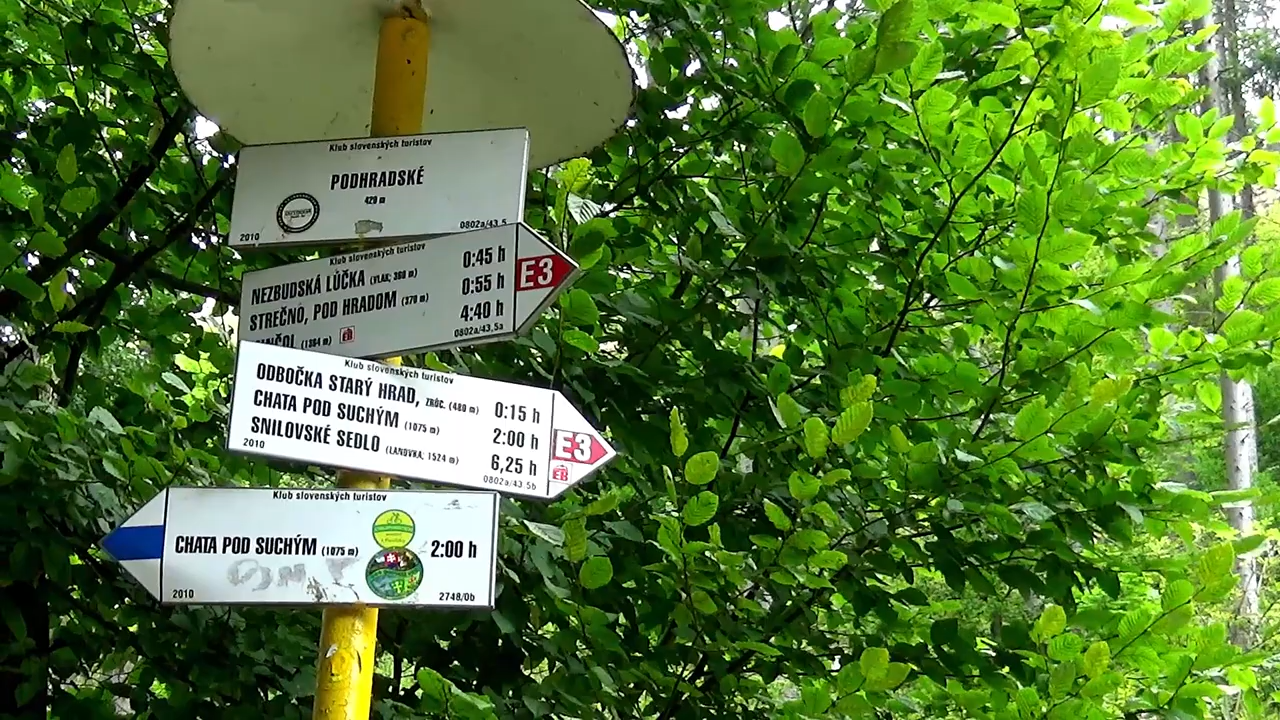 Klub slovenských turistov
PODHRADSKÉ
429 m
2010 0802a/43,5
Klub slovenských turistov
NEZBUDSKÁ LÚČKA (VLAK; 360 m) 0:45 h
STREČNO, POD HRADOM (370 m) 0:55 h
(1364 m) 4:40 h
0802a/43,5a
E3
Klub slovenských turistov
ODBOČKA STARÝ HRAD, ZRÚC. (480 m) 0:15 h
CHATA POD SUCHÝM (1075 m) 2:00 h
SNILOVSKÉ SEDLO (LANOVKA, 1524 m) 6,25 h
2010 0802a/43.5b
E3
Klub slovenských turistov
CHATA POD SUCHÝM (1075 m) 2:00 h
2010 2748/0b